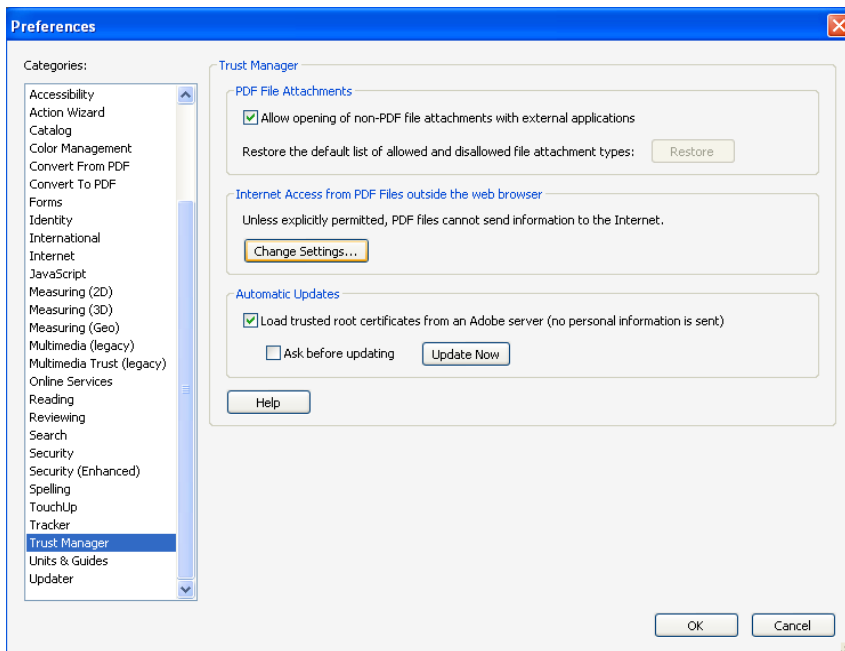 Preferences
Categories:
Accessibility
Action Wizard
Catalog
Color Management
Convert From PDF
Convert To PDF
Forms
Identity
International
Internet
JavaScript
Measuring (2D)
Measuring (3D)
Measuring (Geo)
Multimedia (legacy)
Multimedia Trust (legacy)
Online Services
Reading
Reviewing
Search
Security
Security (Enhanced)
Spelling
TouchUp
Tracker
Trust Manager
Units & Guides
Updater
Trust Manager
PDF File Attachments
Allow opening of non-PDF file attachments with external applications
Restore the default list of allowed and disallowed file attachment types: Restore
Internet Access from PDF Files outside the web browser
Unless explicitly permitted, PDF files cannot send information to the Internet.
Change Settings...
Automatic Updates
Load trusted root certificates from an Adobe server (no personal information is sent)
Ask before updating Update Now
Help
OK Cancel